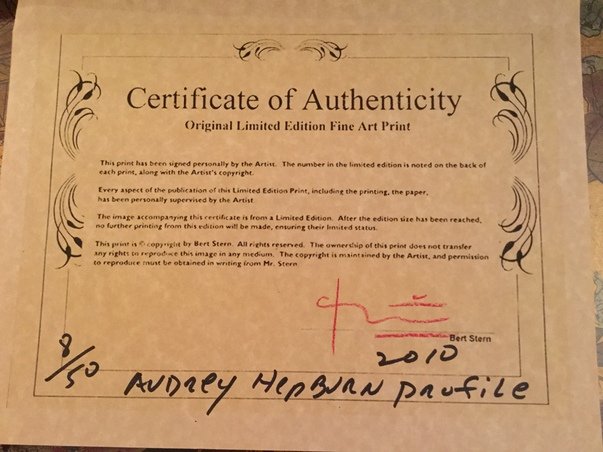 Certificate of Authenticity
Original Limited Edition Fine Art Print
This print has been signed personally by the Artist. The number in the limited edition is noted on the back of
each print, along with the Artist's copyright.
Every aspect of the publication of this Limited Edition Print, including the printing, the paper,
has been personally supervised by the Artist
The image accompanying this certificate is from a Limited Edition. After the edition size has been reached,
no further printing from this edition will be made, ensuring their limited status.
This print is © copyright by Bert Stern. All rights reserved. The ownership of this print does not transfer
any rights to reproduce this image in any medium. The copyright is maintained by the Artist, and permission
to reproduce must be obtained in writing from Mr. Stern.
Bert Stern
2010
8/50 AUDREY HEPBURN profile